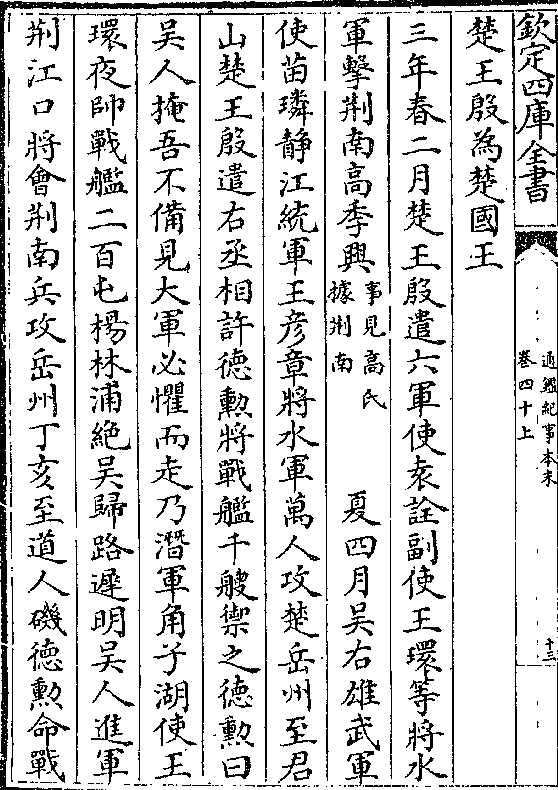 欽定四庫全書
通鑑紀事本末
卷四十上
十三
楚王殷為楚國王
三年春二月楚王殷遣六軍使袁詮副使王環等將水
軍擊荆南高季興事見高氏據荆南 夏四月吳右雄武軍
使苗璘静江統軍王彦章將水軍萬人攻楚岳州至君
山楚王殷遣右丞相許徳勲將戰艦千艘禦之徳勲曰
吳人掩吾不備見大軍必懼而走乃潛軍角子湖使王
環夜帥戰艦二百屯楊林浦絶吳歸路遲明吳人進軍
荆江口將會荆南兵攻岳州丁亥至道人磯徳勲命戰